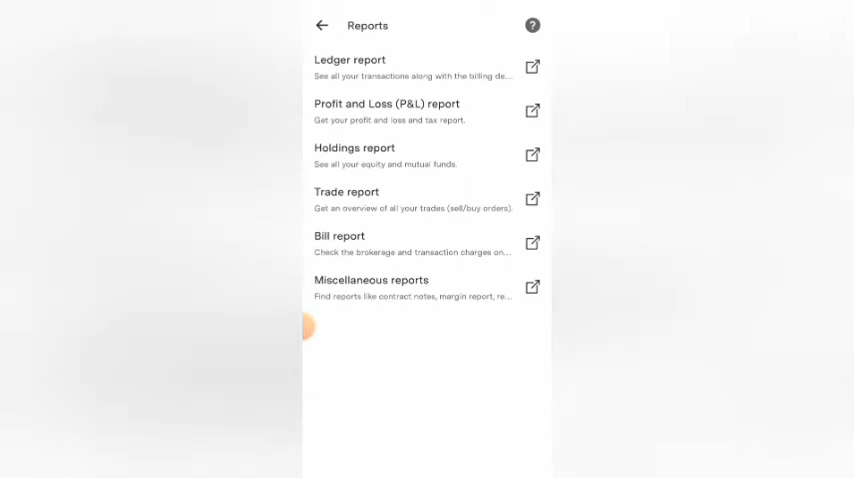 Reports
?
Ledger report
See all your transactions along with the billing de...
Profit and Loss (P&L) report
Get your profit and loss and tax report.
Holdings report
See all your equity and mutual funds.
Trade report
Get an overview of all your trades (sell/buy orders).
Bill report
Check the brokerage and transaction charges on...
Miscellaneous reports
Find reports like contract notes, margin report, re...